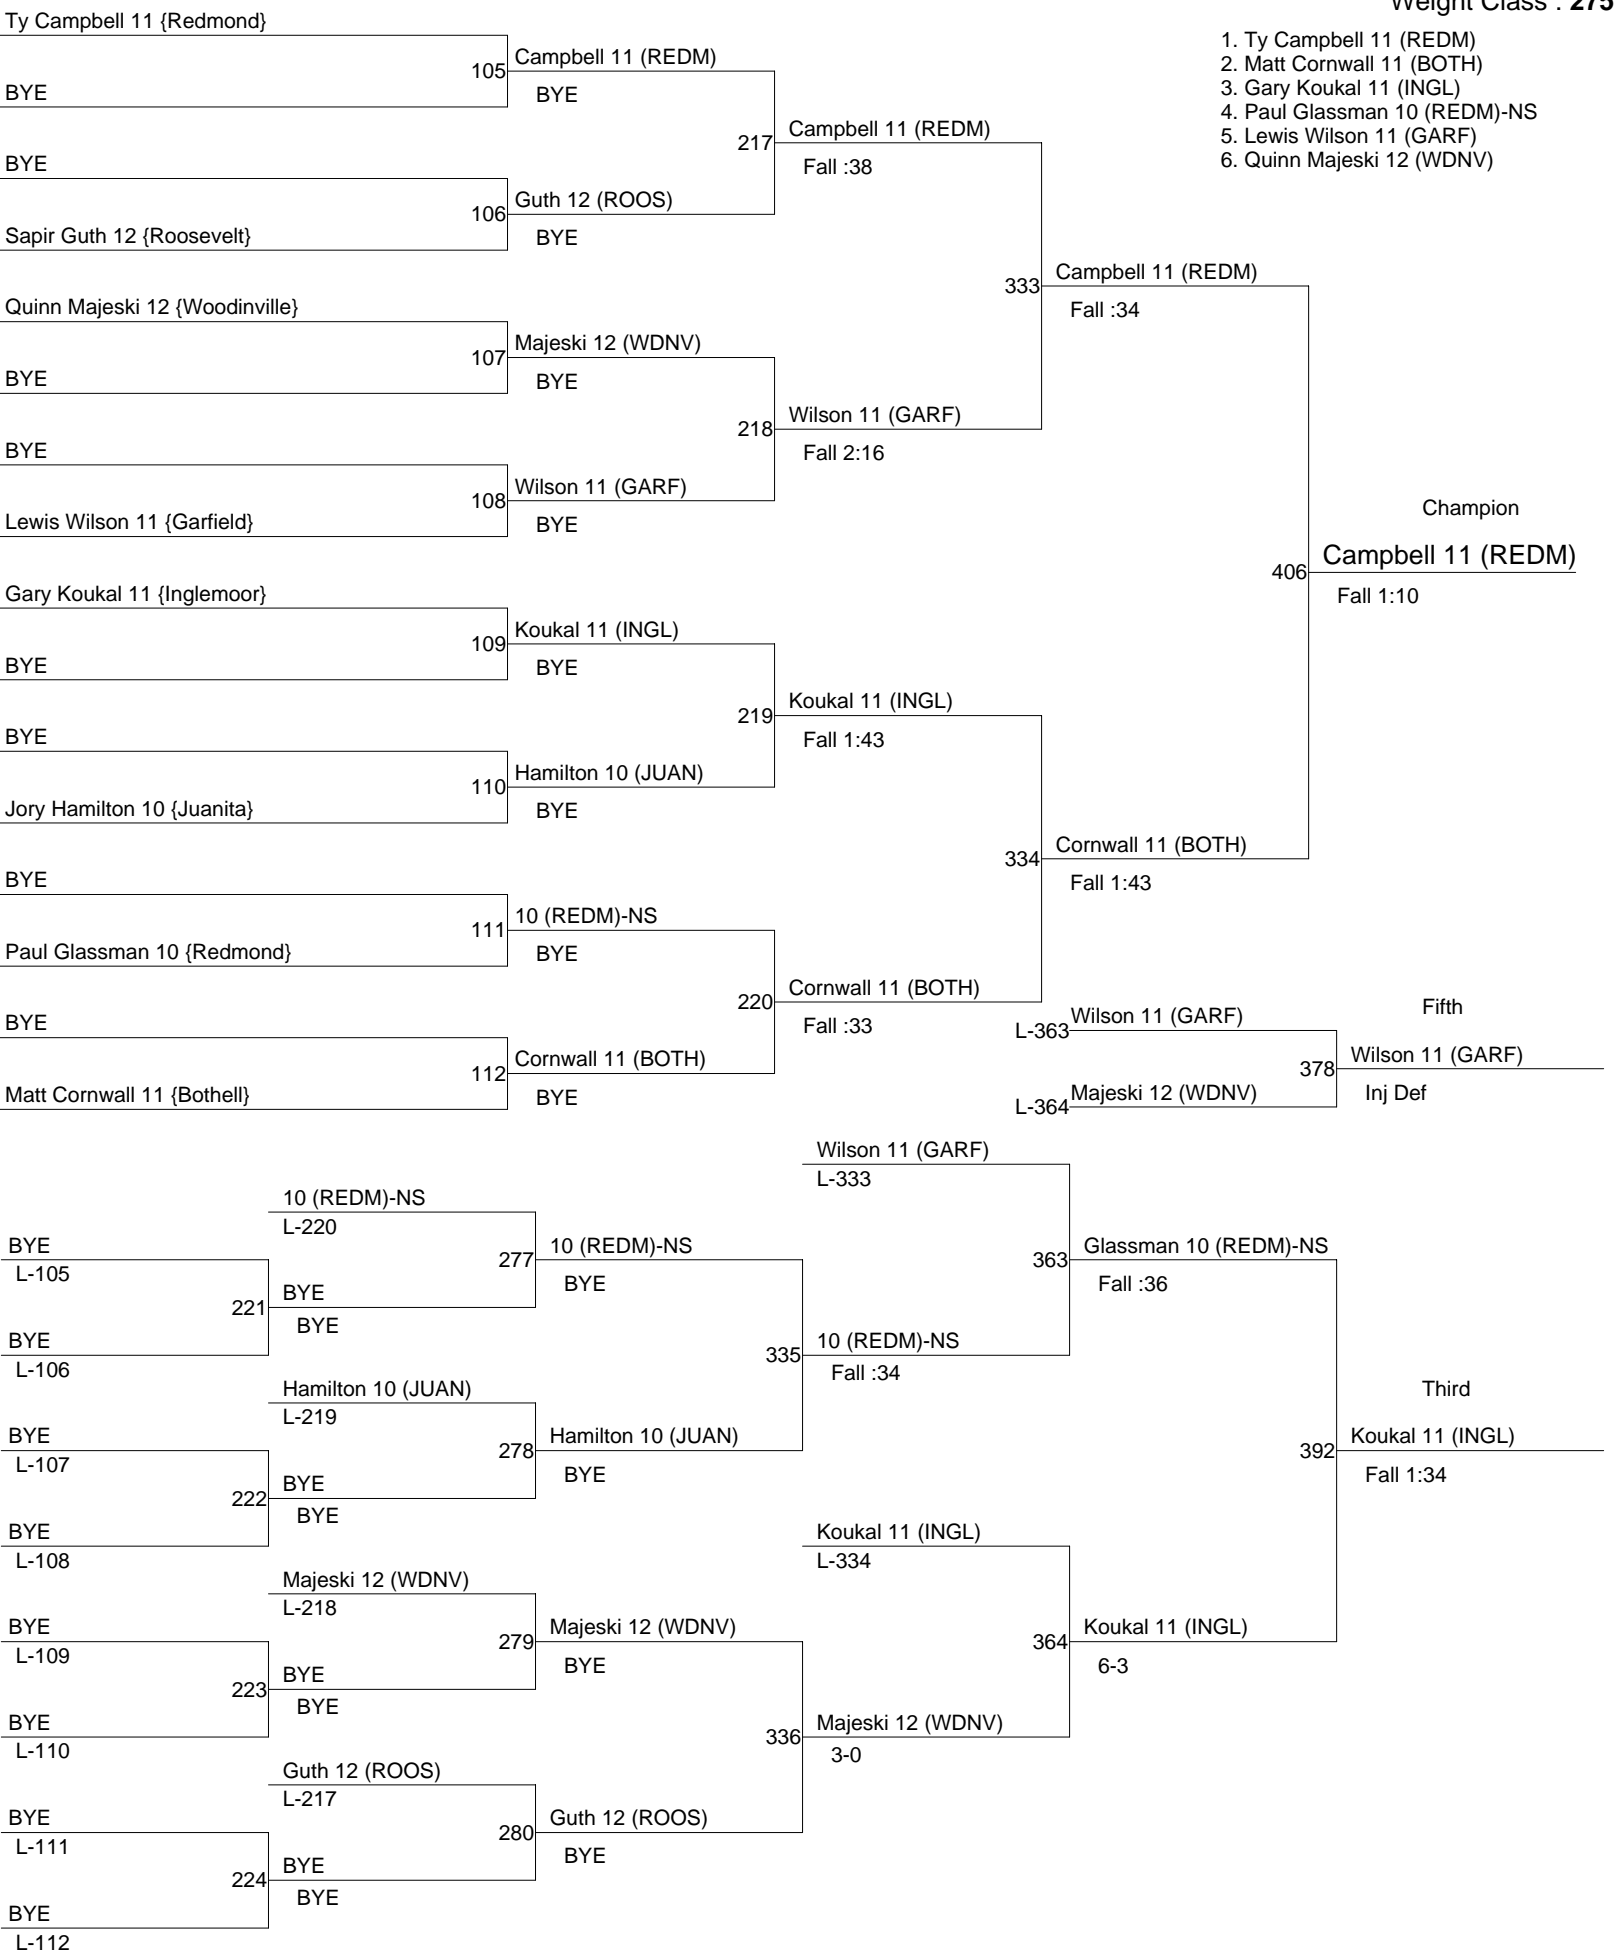 Weight Class : 275
1. Ty Campbell 11 (REDM)
2. Matt Cornwall 11 (BOTH)
3. Gary Koukal 11 (INGL)
4. Paul Glassman 10 (REDM)-NS
5. Lewis Wilson 11 (GARF)
6. Quinn Majeski 12 (WDNV)
Ty Campbell 11 {Redmond}
105
Campbell 11 (REDM)
BYE
BYE
217
Campbell 11 (REDM)
Fall :38
BYE
106
Guth 12 (ROOS)
BYE
Sapir Guth 12 {Roosevelt}
333
Campbell 11 (REDM)
Fall :34
Quinn Majeski 12 {Woodinville}
107
Majeski 12 (WDNV)
BYE
BYE
218
Wilson 11 (GARF)
Fall 2:16
BYE
108
Wilson 11 (GARF)
BYE
Lewis Wilson 11 {Garfield}
Champion
406
Campbell 11 (REDM)
Fall 1:10
Gary Koukal 11 {Inglemoor}
109
Koukal 11 (INGL)
BYE
BYE
219
Koukal 11 (INGL)
Fall 1:43
BYE
110
Hamilton 10 (JUAN)
BYE
Jory Hamilton 10 {Juanita}
334
Cornwall 11 (BOTH)
Fall 1:43
BYE
111
10 (REDM)-NS
BYE
Paul Glassman 10 {Redmond}
220
Cornwall 11 (BOTH)
Fall :33
BYE
112
Cornwall 11 (BOTH)
BYE
Matt Cornwall 11 {Bothell}
Fifth
L-363
Wilson 11 (GARF)
378
Wilson 11 (GARF)
Inj Def
L-364
Majeski 12 (WDNV)
Wilson 11 (GARF)
L-333
10 (REDM)-NS
L-220
BYE
L-105
277
10 (REDM)-NS
BYE
363
Glassman 10 (REDM)-NS
Fall :36
221
BYE
BYE
BYE
L-106
335
10 (REDM)-NS
Fall :34
Hamilton 10 (JUAN)
L-219
Third
BYE
L-107
278
Hamilton 10 (JUAN)
BYE
392
Koukal 11 (INGL)
Fall 1:34
222
BYE
BYE
BYE
L-108
Koukal 11 (INGL)
L-334
Majeski 12 (WDNV)
L-218
BYE
L-109
279
Majeski 12 (WDNV)
BYE
364
Koukal 11 (INGL)
6-3
223
BYE
BYE
BYE
L-110
336
Majeski 12 (WDNV)
3-0
Guth 12 (ROOS)
L-217
BYE
L-111
280
Guth 12 (ROOS)
BYE
224
BYE
BYE
BYE
L-112